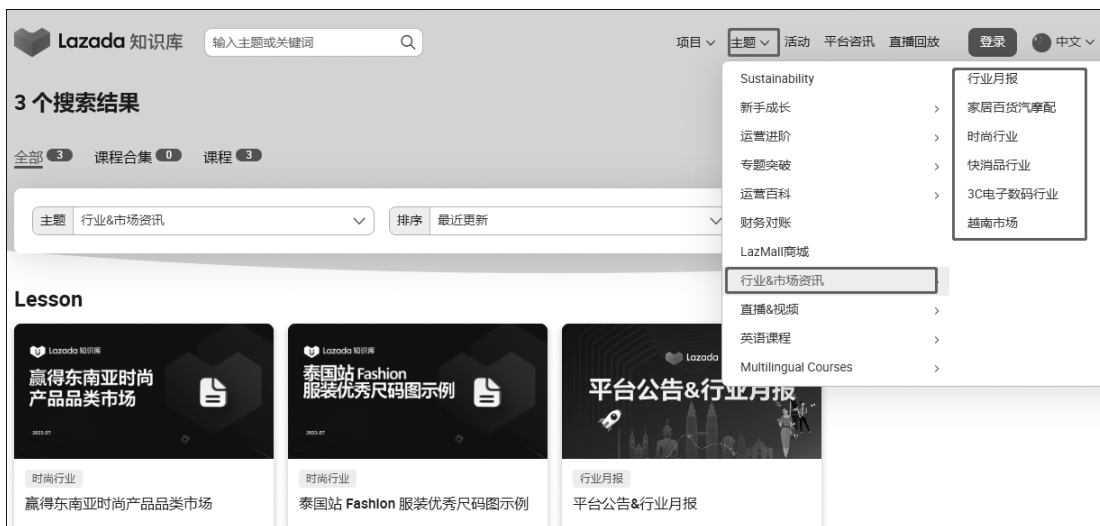 Lazada 知识库
输入主题或关键词
项目 主题 活动 平台咨讯 直播回放 登录 中文
3 个搜索结果
全部 3 课程合集 0 课程 3
主题 行业&市场资讯 排序 最近更新
Sustainability
新手成长
运营进阶
专题突破
运营百科
财务对账
LazMall商城
行业&市场资讯
直播&视频
英语课程
Multilingual Courses
行业月报
家居百货汽摩配
时尚行业
快消品行业
3C电子数码行业
越南市场
Lesson
Lazada 知识库
赢得东南亚时尚
产品品类市场
2023.07
时尚行业
赢得东南亚时尚产品品类市场
Lazada 知识库
泰国站 Fashion
服装优秀尺码图示例
2023.07
时尚行业
泰国站 Fashion 服装优秀尺码图示例
Lazada
平台公告&行业月报
行业月报
平台公告&行业月报